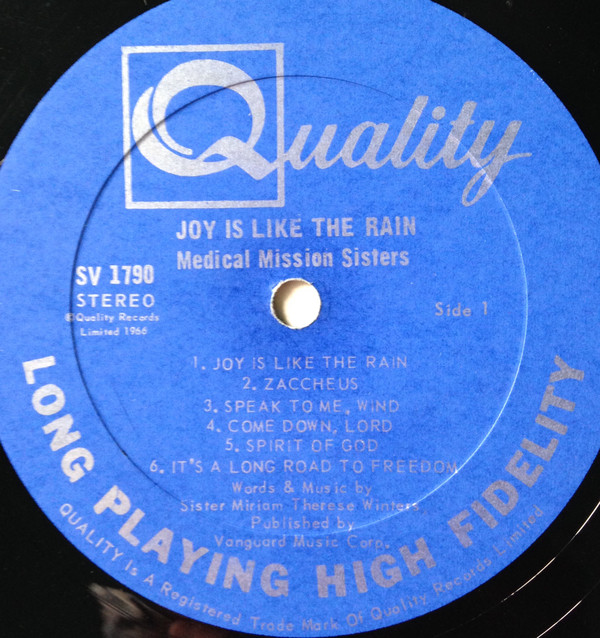 Quality
JOY IS LIKE THE RAIN
Medical Mission Sisters
SV 1790
STEREO
©Quality Records
Limited 1966
Side 1
1. JOY IS LIKE THE RAIN
2. ZACCHEUS
3. SPEAK TO ME, WIND
4. COME DOWN, LORD
5. SPIRIT OF GOD
6. IT'S A LONG ROAD TO FREEDOM
Words & Music by
Sister Miriam Therese Winters
Published by
Vanguard Music Corp.
LONG PLAYING HIGH FIDELITY
QUALITY Is A Registered Trade Mark Of Quality Records Limited